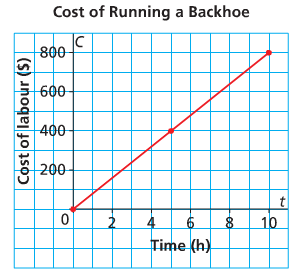 Cost of Running a Backhoe
C
800
600
400
200
0
2 4 6 8 10
t
Cost of labour ($)
Time (h)